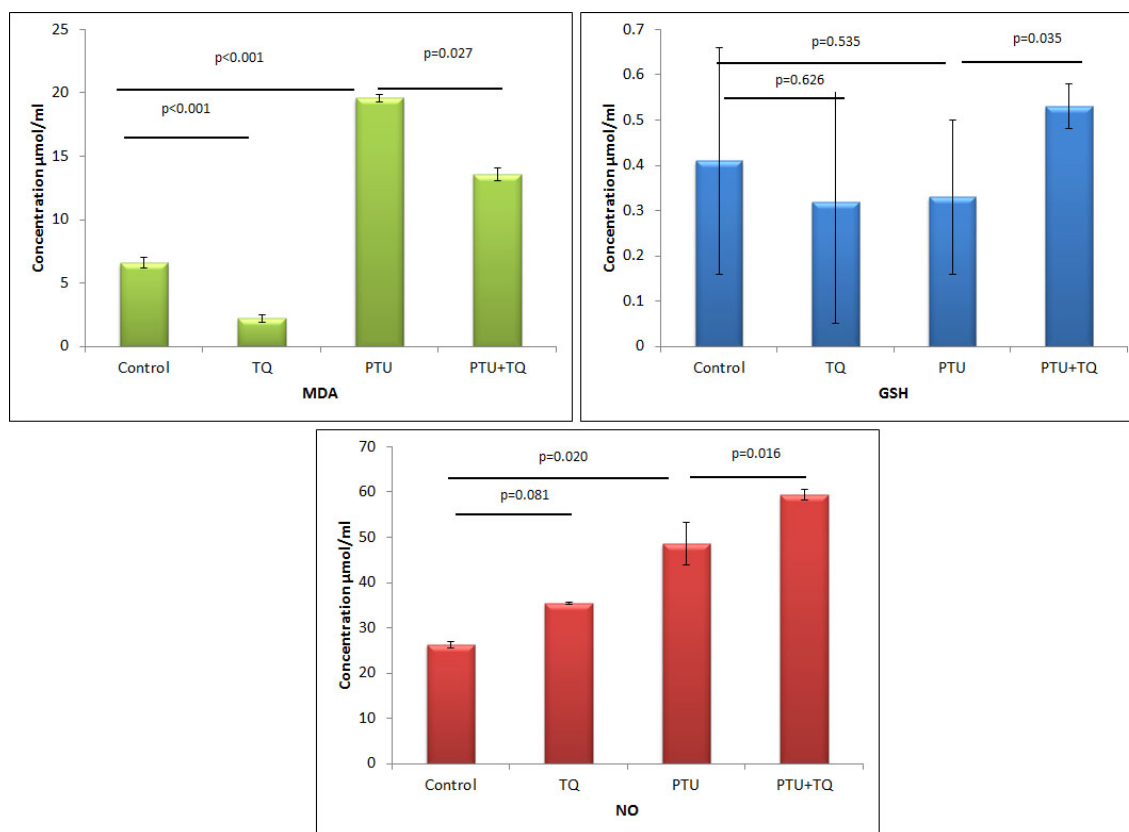 25
20
15
10
5
0
Concentration µmol/ml
p<0.001
p=0.027
p<0.001
Control TQ PTU PTU+TQ
MDA
0.7
0.6
0.5
0.4
0.3
0.2
0.1
0
Concentration µmol/ml
p=0.535
p=0.035
p=0.626
Control TQ PTU PTU+TQ
GSH
70
60
50
40
30
20
10
0
Concentration µmol/ml
p=0.020
p=0.016
p=0.081
Control TQ PTU PTU+TQ
NO